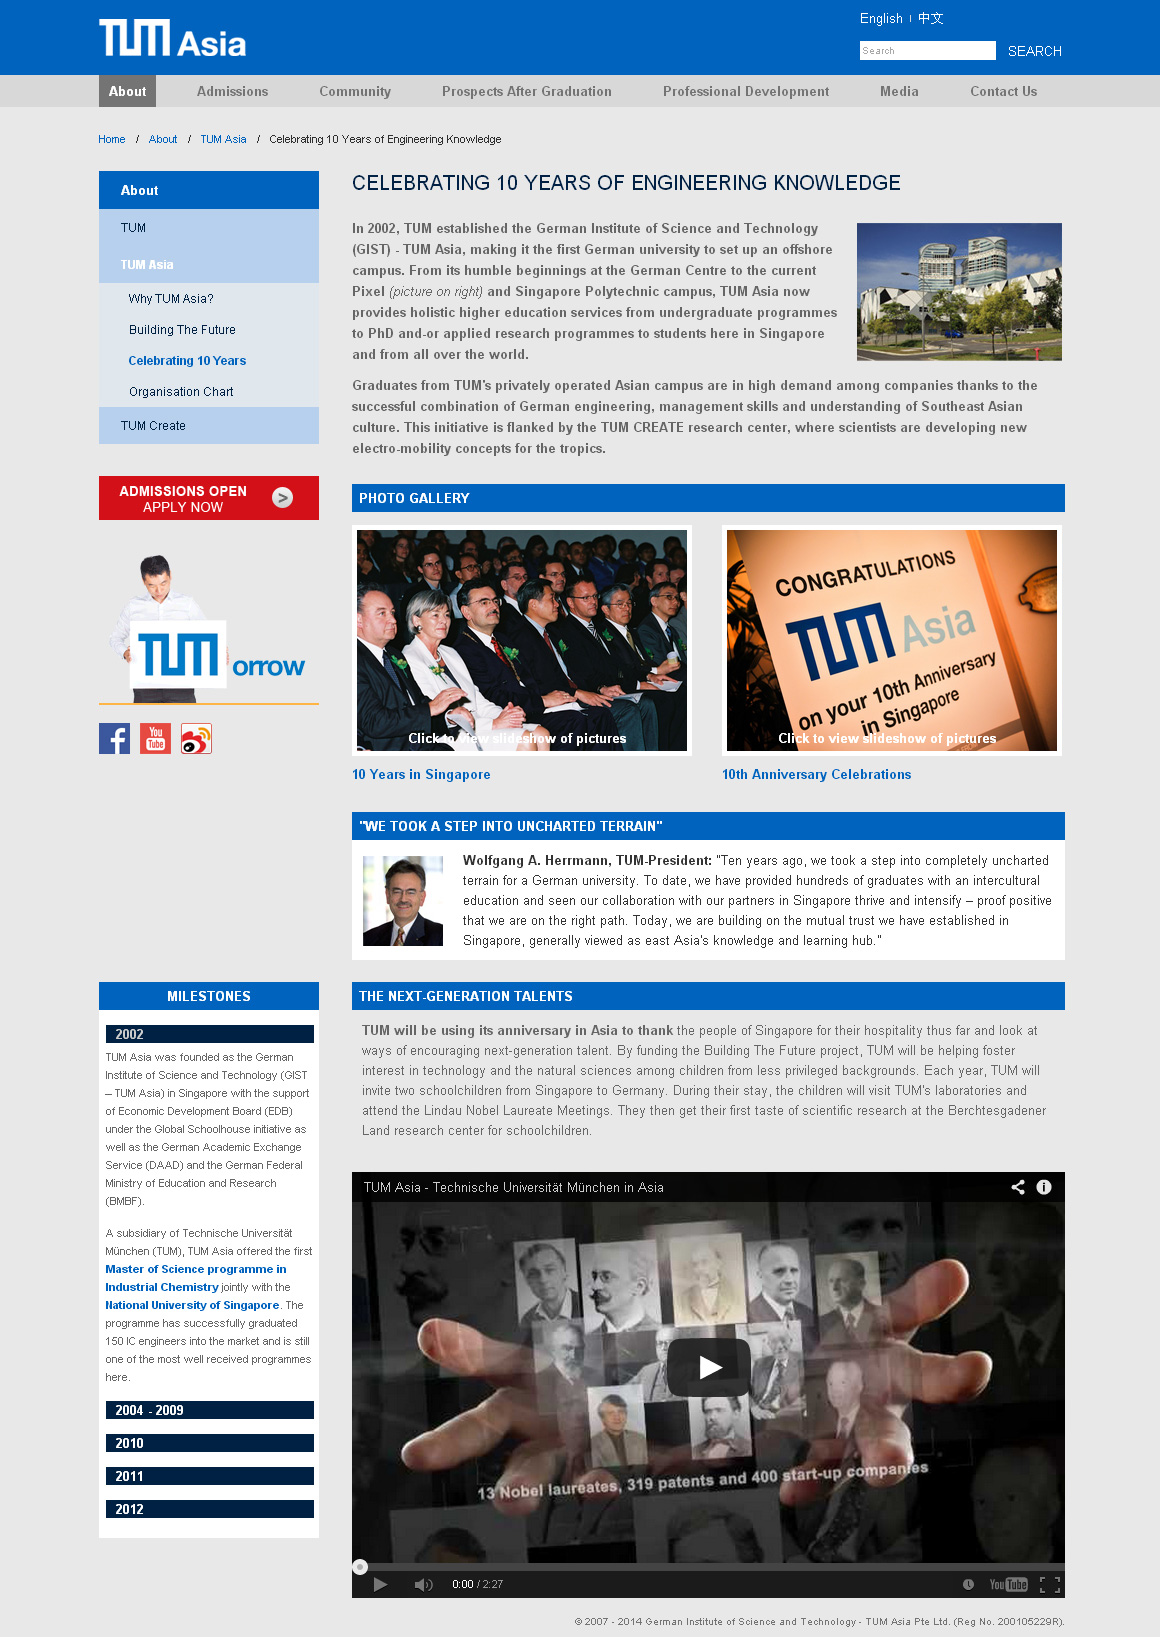 TUM Asia
English | 中文
Search SEARCH
About Admissions Community Prospects After Graduation Professional Development Media Contact Us
Home / About / TUM Asia / Celebrating 10 Years of Engineering Knowledge
About
TUM
TUM Asia
Why TUM Asia?
Building The Future
Celebrating 10 Years
Organisation Chart
TUM Create
ADMISSIONS OPEN
APPLY NOW
TUM orrow
You
Tube
CELEBRATING 10 YEARS OF ENGINEERING KNOWLEDGE
In 2002, TUM established the German Institute of Science and Technology
(GIST) - TUM Asia, making it the first German university to set up an offshore
campus. From its humble beginnings at the German Centre to the current
Pixel (picture on right) and Singapore Polytechnic campus, TUM Asia now
provides holistic higher education services from undergraduate programmes
to PhD and-or applied research programmes to students here in Singapore
and from all over the world.
Graduates from TUM's privately operated Asian campus are in high demand among companies thanks to the
successful combination of German engineering, management skills and understanding of Southeast Asian
culture. This initiative is flanked by the TUM CREATE research center, where scientists are developing new
electro-mobility concepts for the tropics.
PHOTO GALLERY
Click to view slideshow of pictures
10 Years in Singapore
CONGRATULATIONS
TUM Asia
on your 10th Anniversary
in Singapore
Click to view slideshow of pictures
10th Anniversary Celebrations
"WE TOOK A STEP INTO UNCHARTED TERRAIN"
Wolfgang A. Herrmann, TUM-President: "Ten years ago, we took a step into completely uncharted
terrain for a German university. To date, we have provided hundreds of graduates with an intercultural
education and seen our collaboration with our partners in Singapore thrive and intensify – proof positive
that we are on the right path. Today, we are building on the mutual trust we have established in
Singapore, generally viewed as east Asia's knowledge and learning hub."
MILESTONES
2002
TUM Asia was founded as the German
Institute of Science and Technology (GIST
– TUM Asia) in Singapore with the support
of Economic Development Board (EDB)
under the Global Schoolhouse initiative as
well as the German Academic Exchange
Service (DAAD) and the German Federal
Ministry of Education and Research
(BMBF).
A subsidiary of Technische Universität
München (TUM), TUM Asia offered the first
Master of Science programme in
Industrial Chemistry jointly with the
National University of Singapore. The
programme has successfully graduated
150 IC engineers into the market and is still
one of the most well received programmes
here.
2004 - 2009
2010
2011
2012
THE NEXT-GENERATION TALENTS
TUM will be using its anniversary in Asia to thank the people of Singapore for their hospitality thus far and look at
ways of encouraging next-generation talent. By funding the Building The Future project, TUM will be helping foster
interest in technology and the natural sciences among children from less privileged backgrounds. Each year, TUM will
invite two schoolchildren from Singapore to Germany. During their stay, the children will visit TUM's laboratories and
attend the Lindau Nobel Laureate Meetings. They then get their first taste of scientific research at the Berchtesgadener
Land research center for schoolchildren.
TUM Asia - Technische Universität München in Asia
13 Nobel laureates, 319 patents and 400 start-up companies
0:00 / 2:27
YouTube
© 2007 - 2014 German Institute of Science and Technology - TUM Asia Pte Ltd. (Reg No. 200105229R).